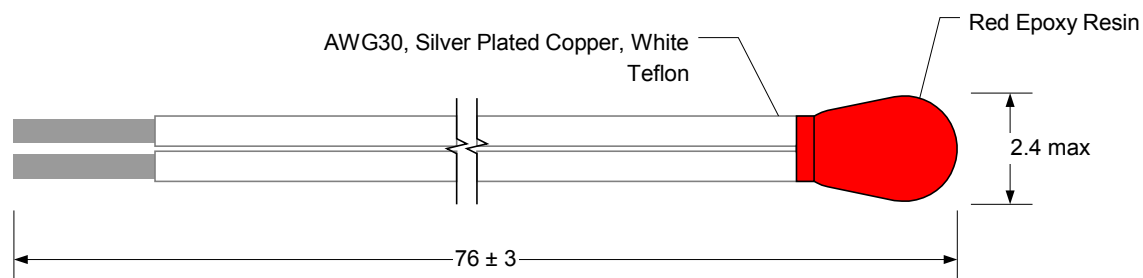 Red Epoxy Resin
AWG30, Silver Plated Copper, White
Teflon
2.4 max
76 ± 3